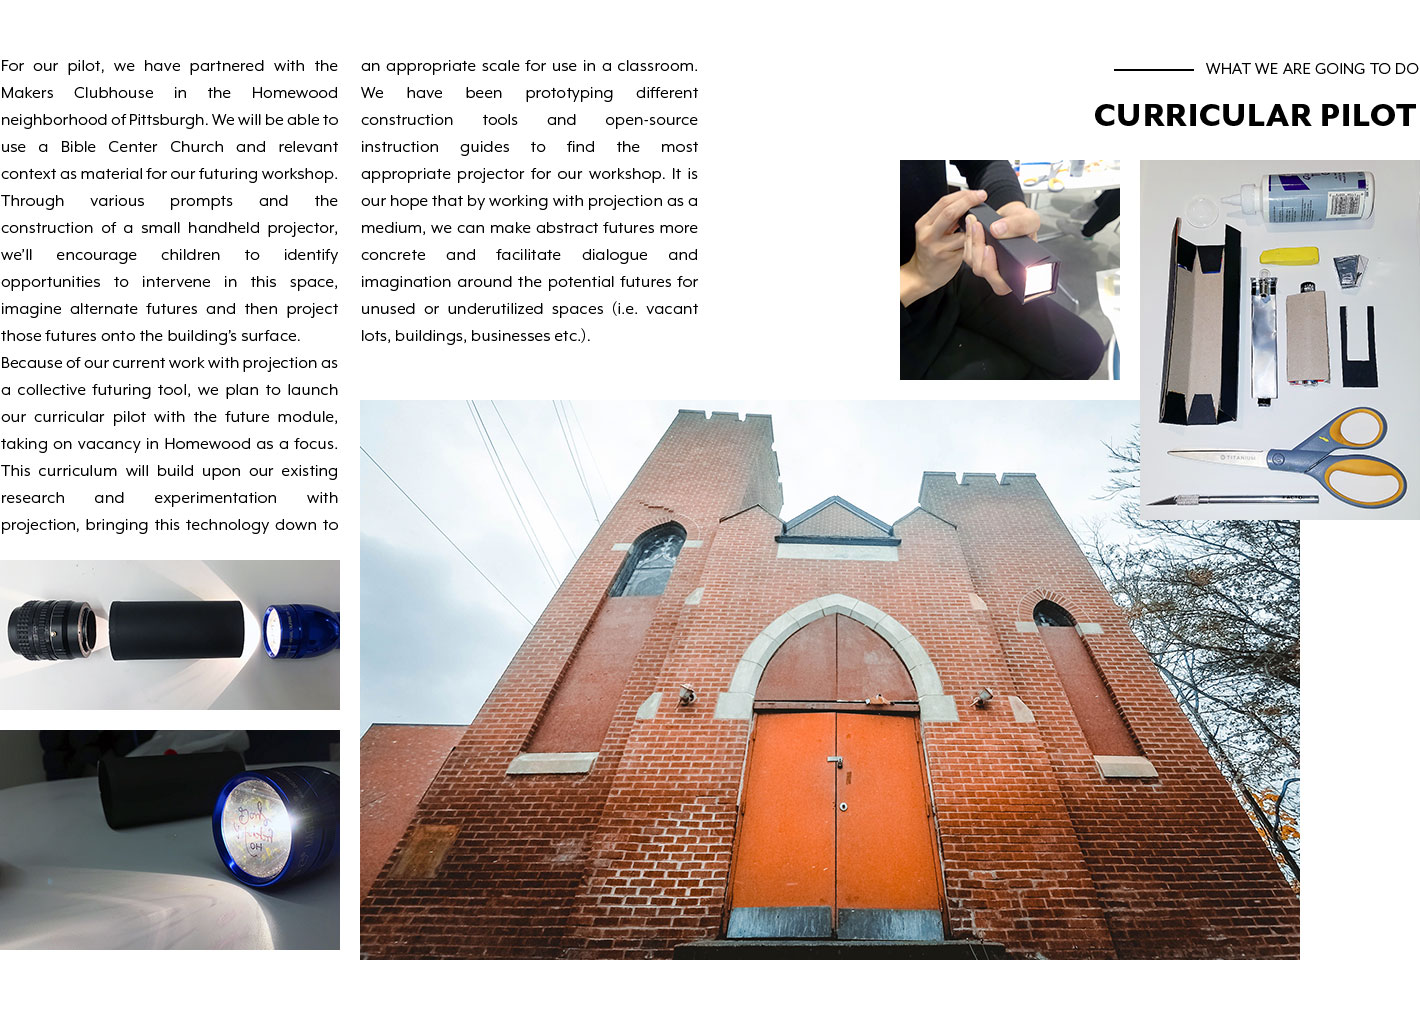 For our pilot, we have partnered with the
Makers Clubhouse in the Homewood
neighborhood of Pittsburgh. We will be able to
use a Bible Center Church and relevant
context as material for our futuring workshop.
Through various prompts and the
construction of a small handheld projector,
we'll encourage children to identify
opportunities to intervene in this space,
imagine alternate futures and then project
those futures onto the building's surface.
Because of our current work with projection as
a collective futuring tool, we plan to launch
our curricular pilot with the future module,
taking on vacancy in Homewood as a focus.
This curriculum will build upon our existing
research and experimentation with
projection, bringing this technology down to
an appropriate scale for use in a classroom.
We have been prototyping different
construction tools and open-source
instruction guides to find the most
appropriate projector for our workshop. It is
our hope that by working with projection as a
medium, we can make abstract futures more
concrete and facilitate dialogue and
imagination around the potential futures for
unused or underutilized spaces (i.e. vacant
lots, buildings, businesses etc.).
WHAT WE ARE GOING TO DO
CURRICULAR PILOT
TITANIUM